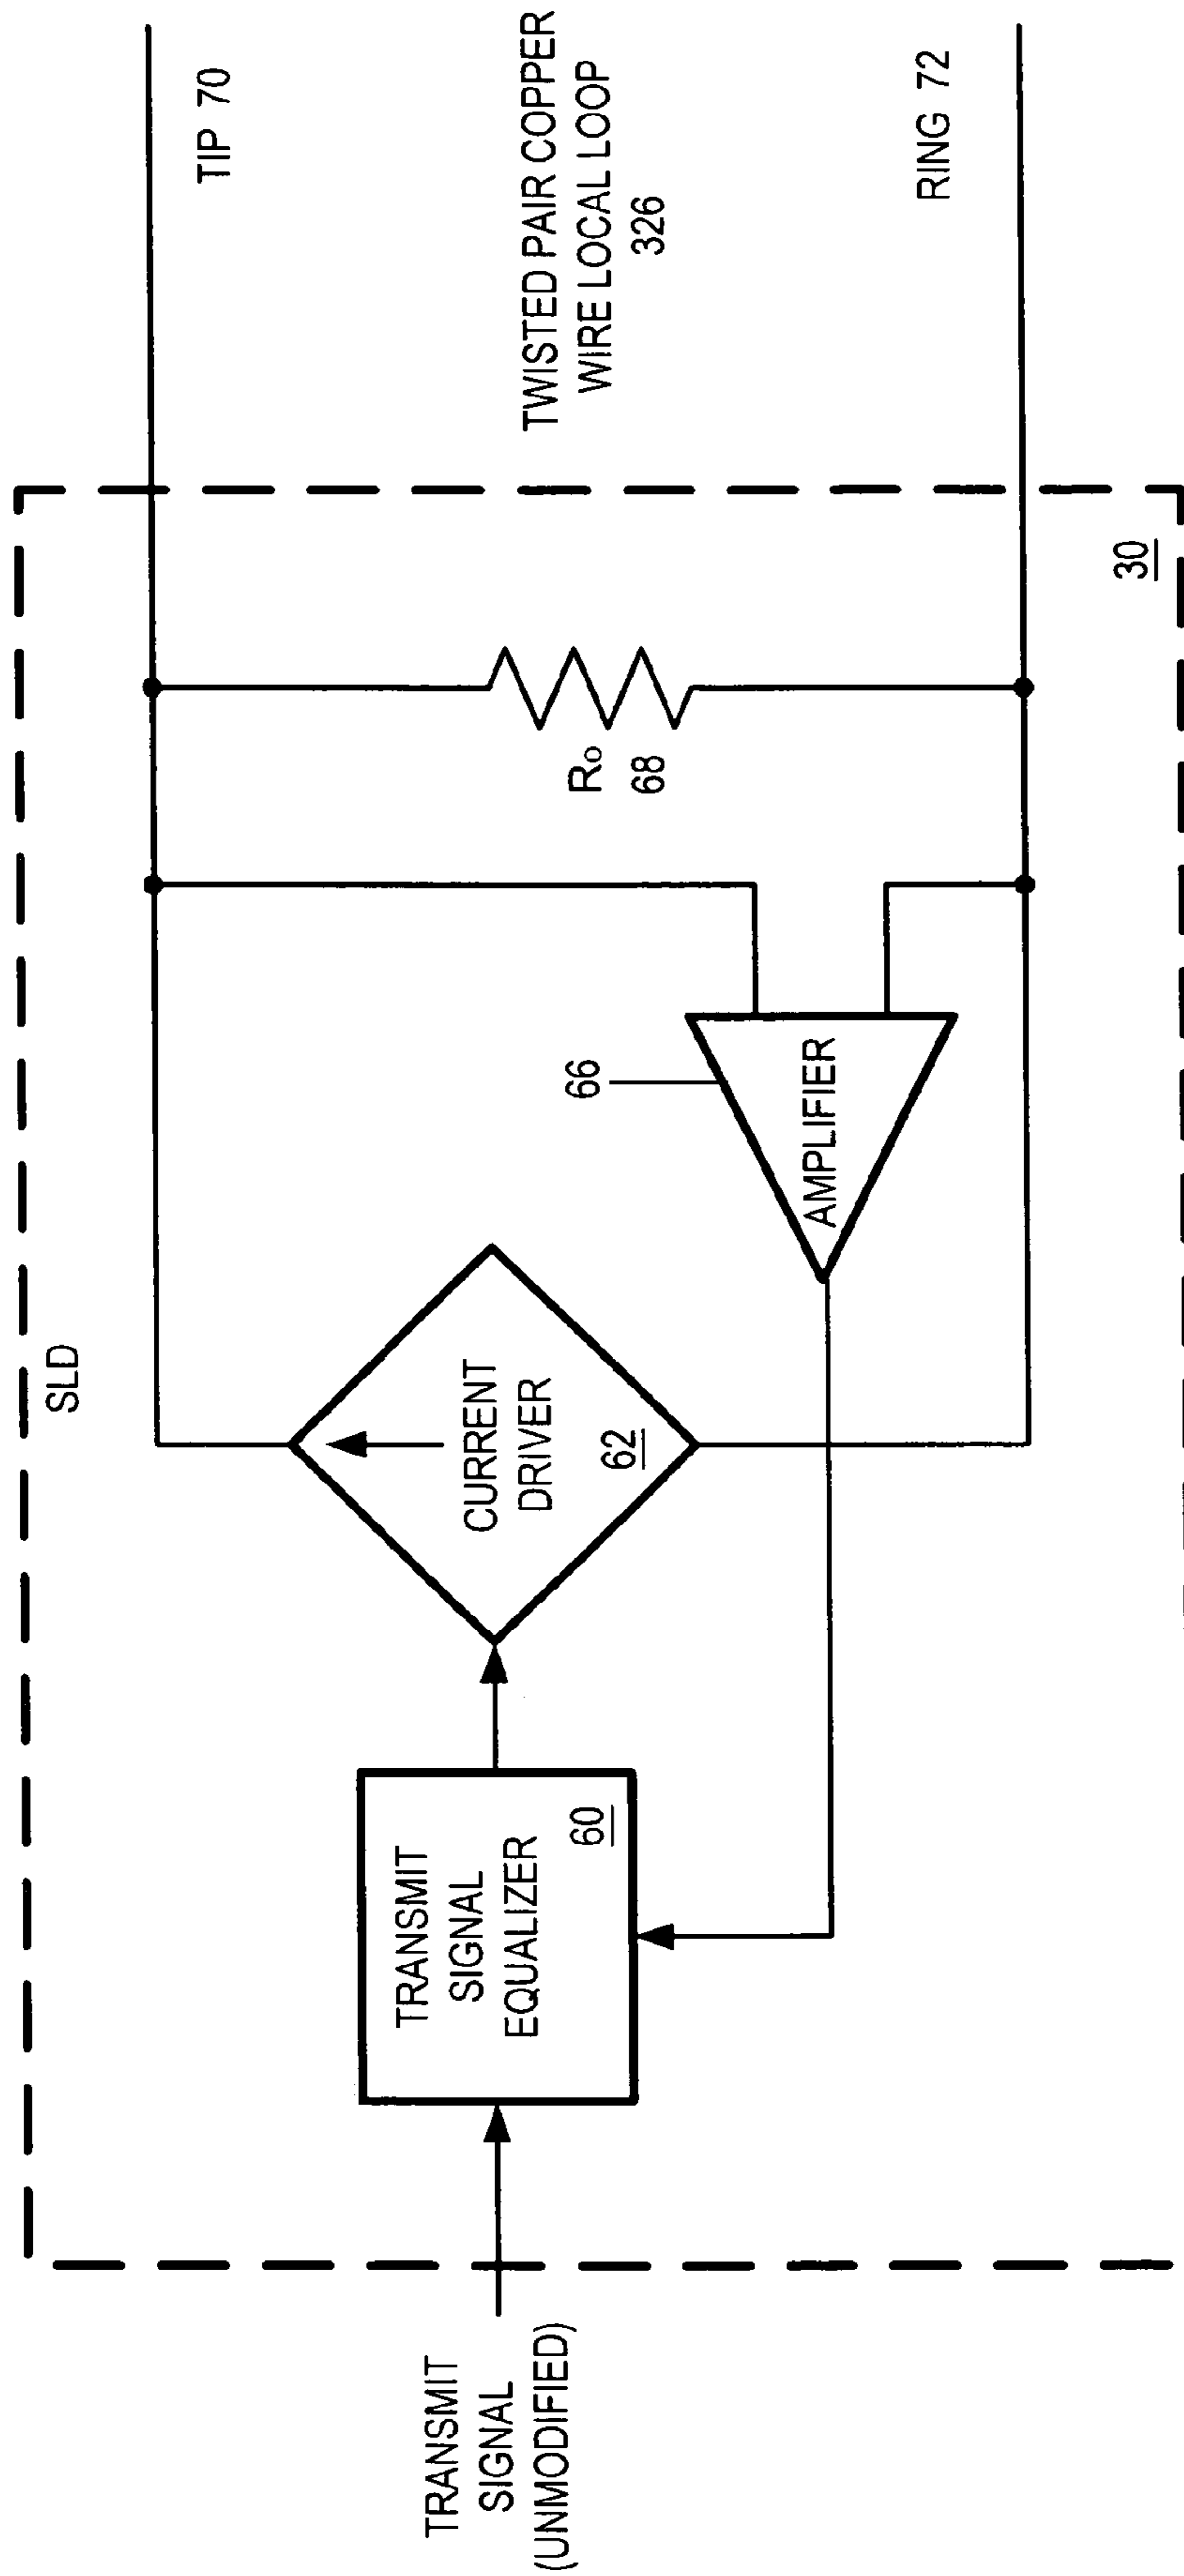 SLD
TIP 70
TWISTED PAIR COPPER
WIRE LOCAL LOOP
326
RING 72
TRANSMIT
SIGNAL
(UNMODIFIED)
TRANSMIT
SIGNAL
EQUALIZER
60
CURRENT
DRIVER
62
66
AMPLIFIER
Ro
68
30